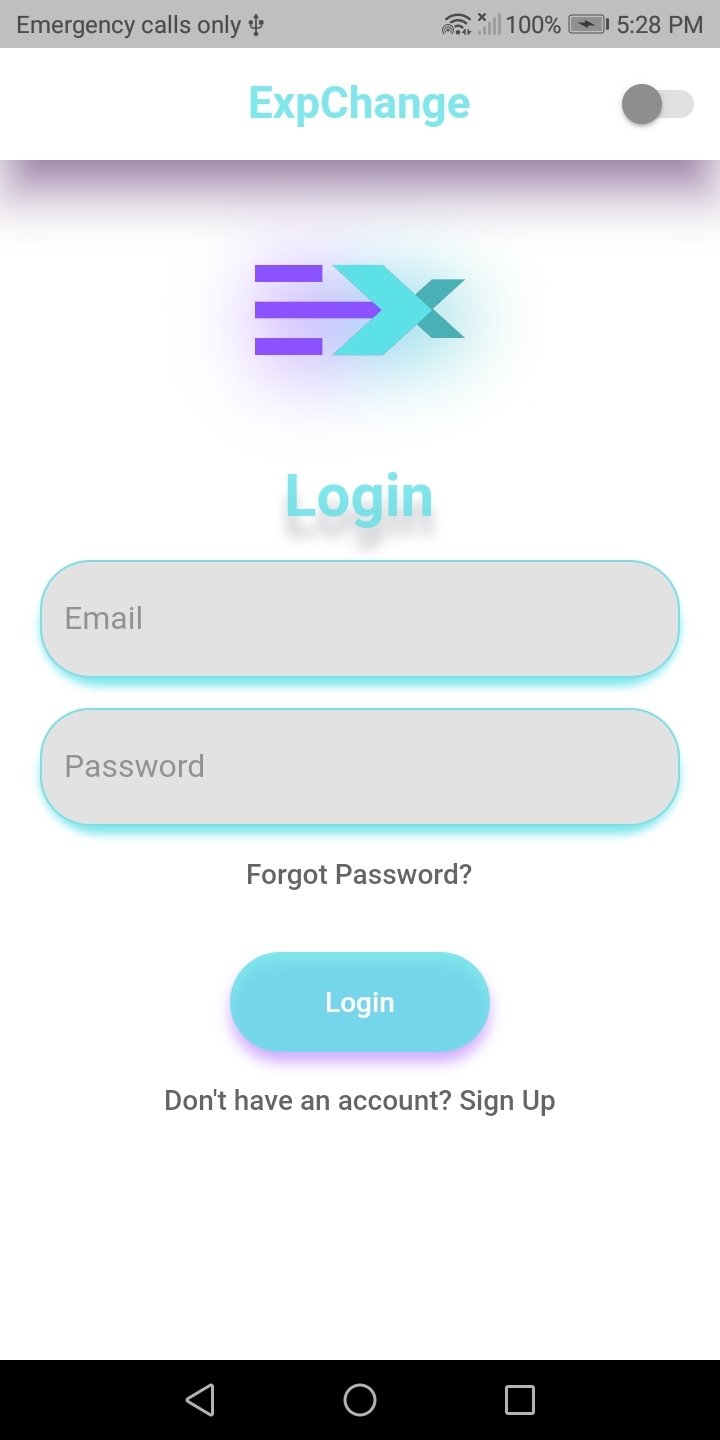 Emergency calls only 100% 5:28 PM
ExpChange
EX
Login
Email
Password
Forgot Password?
Login
Don't have an account? Sign Up